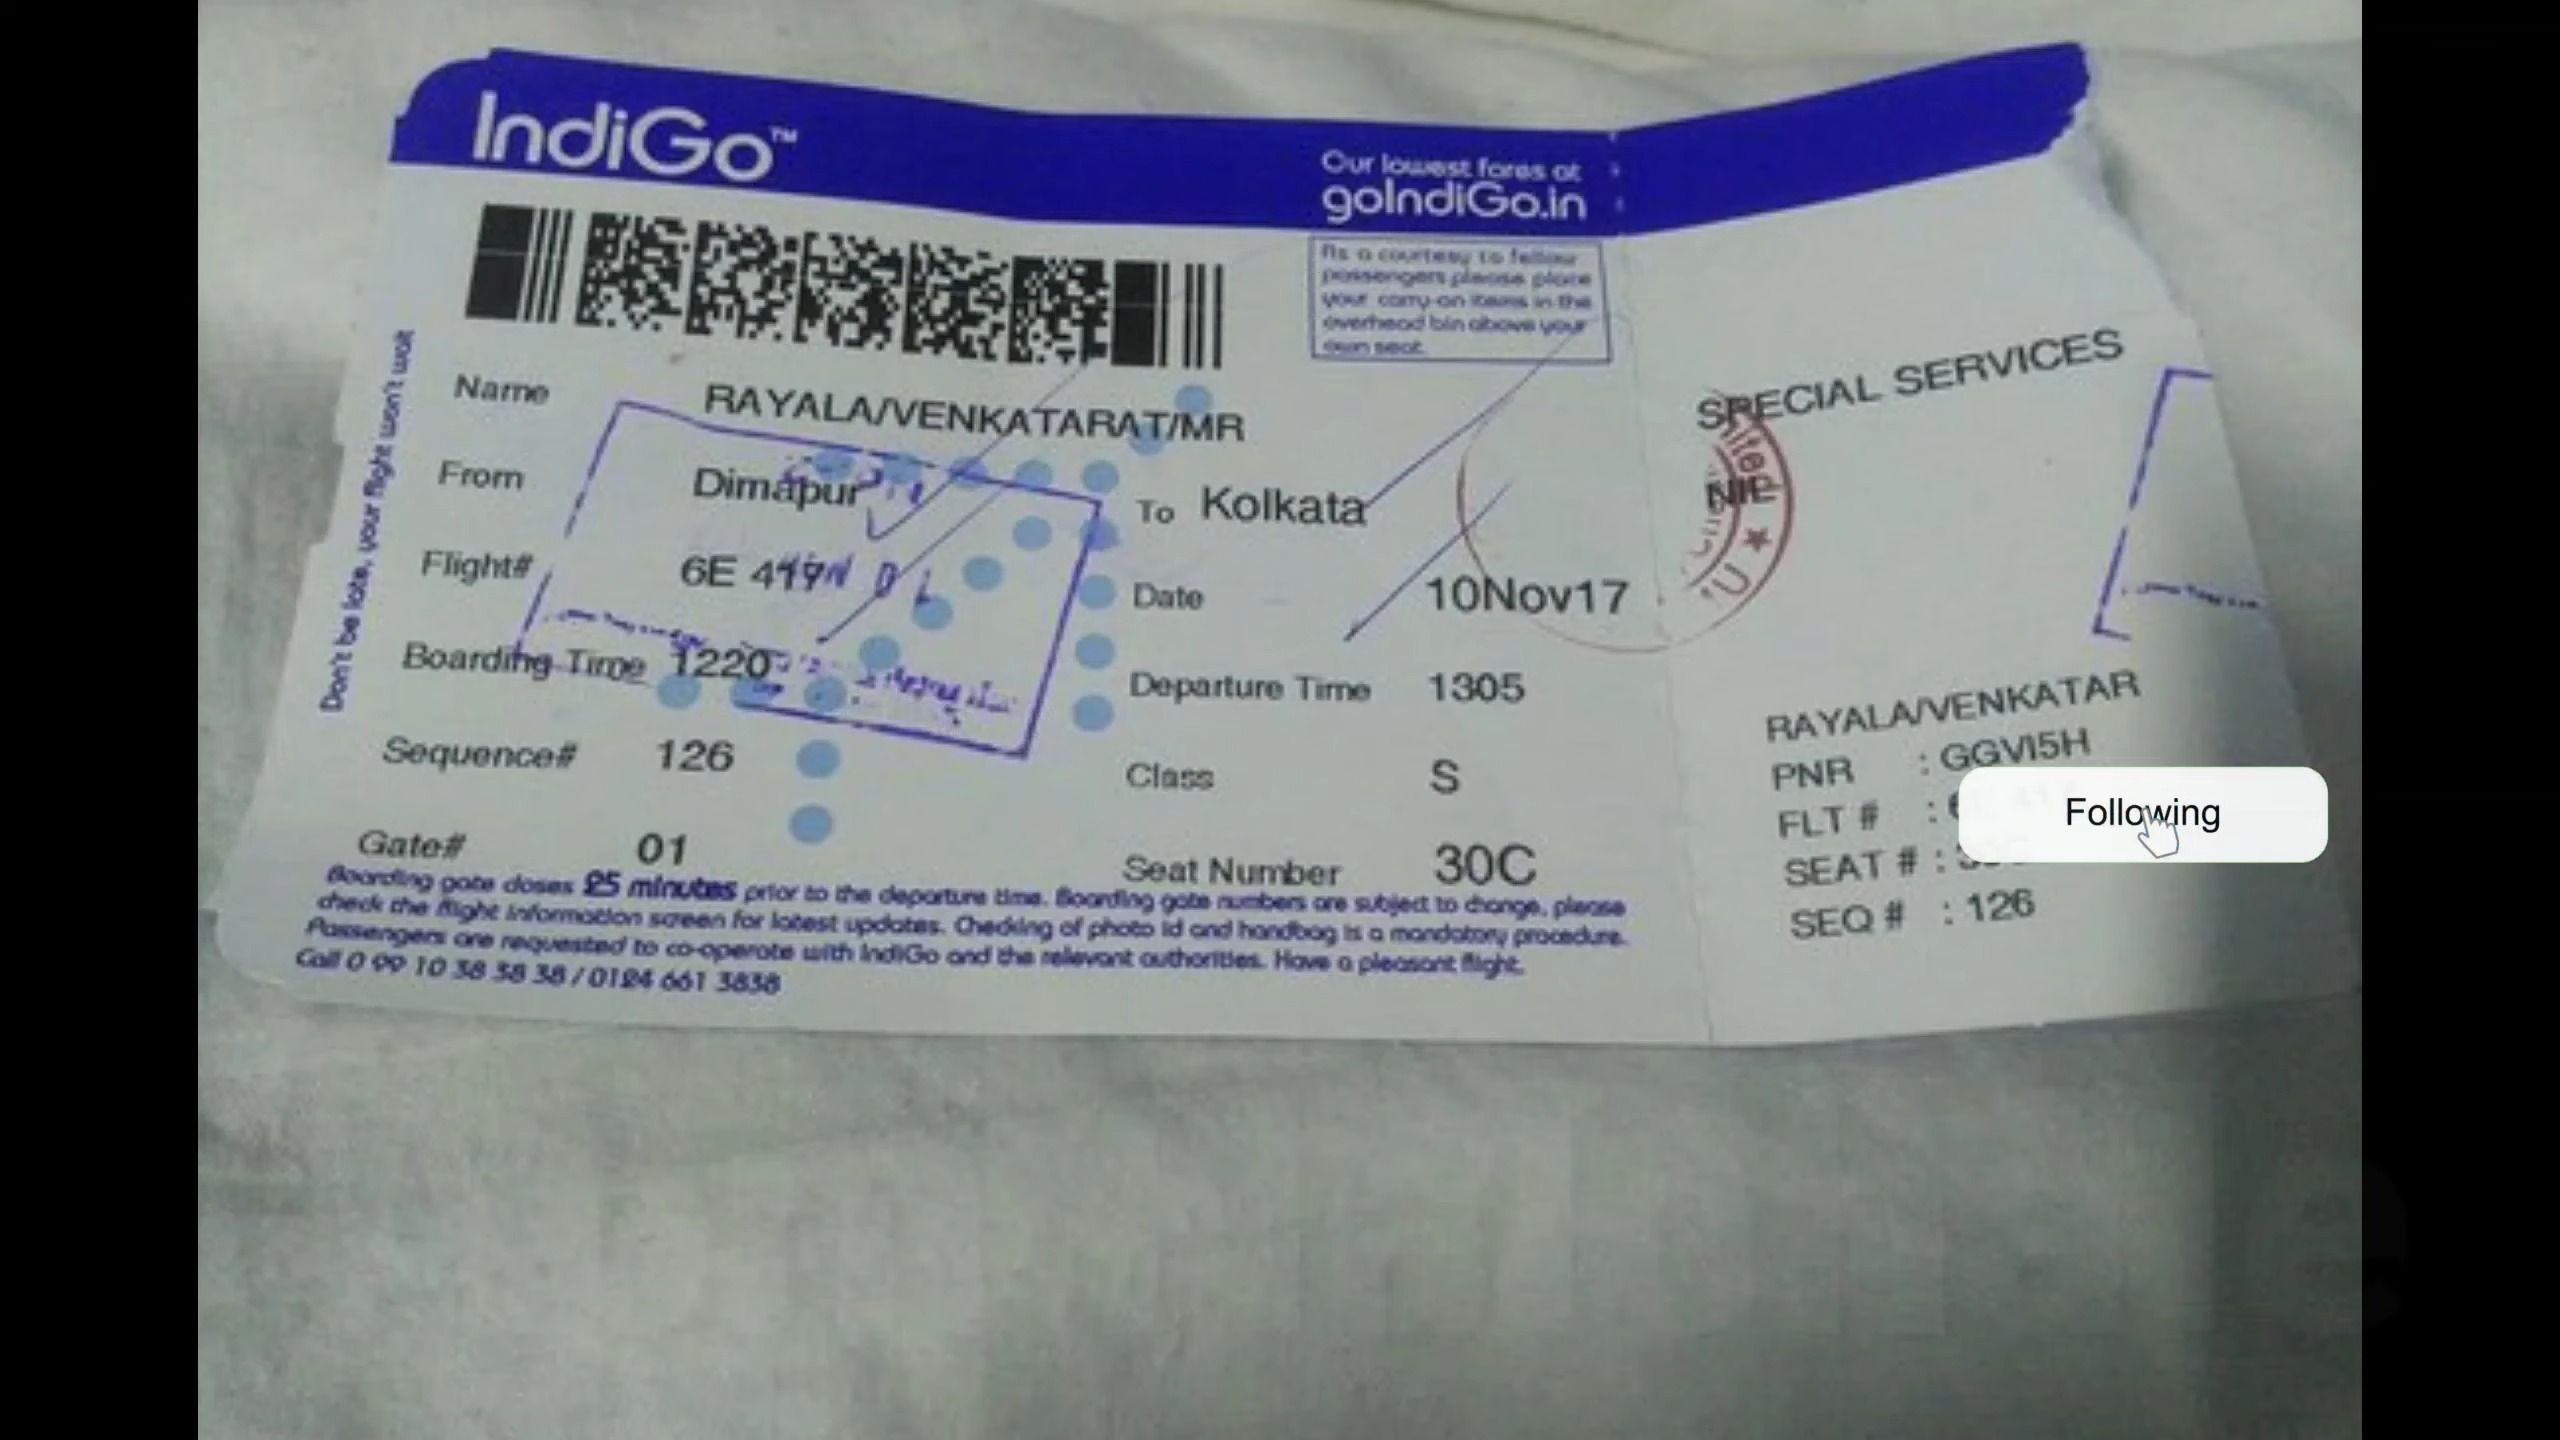 IndiGo™
Our lowest fares at
goIndiGo.in
As a courtesy to fellow
passengers please place
your carry-on items in the
overhead bin above your
own seat.
Don't be late, your flight won't wait
Name RAYALA/VENKATARAT/MR
From Dimapur To Kolkata
Flight# 6E Date 10Nov17
Boarding Time 1220 Departure Time 1305
Sequence# 126 Class S
Gate# 01 Seat Number 30C
Boarding gate closes 25 minutes prior to the departure time. Boarding gate numbers are subject to change, please
check the flight information screen for latest updates. Checking of photo id and handbag is a mandatory procedure.
Passengers are requested to co-operate with IndiGo and the relevant authorities. Have a pleasant flight.
Call 0 99 10 38 38 38 / 0124 661 3838
SPECIAL SERVICES
NIL
RAYALA/VENKATAR
PNR : GGVI5H
FLT # :
SEAT # :
SEQ # : 126
Following